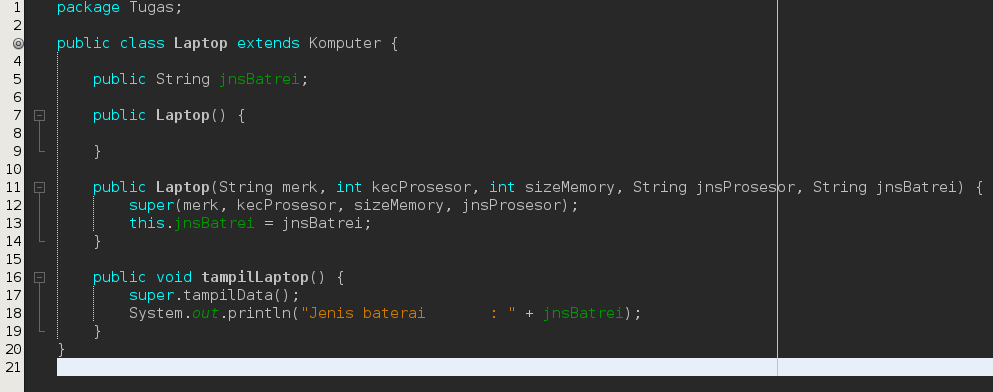 1 package Tugas;
2
public class Laptop extends Komputer {
4
5 public String jnsBatrei;
6
7 public Laptop() {
8
9 }
10
11 public Laptop(String merk, int kecProsesor, int sizeMemory, String jnsProsesor, String jnsBatrei) {
12 super(merk, kecProsesor, sizeMemory, jnsProsesor);
13 this.jnsBatrei = jnsBatrei;
14 }
15
16 public void tampilLaptop() {
17 super.tampilData();
18 System.out.println("Jenis baterai       : " + jnsBatrei);
19 }
20 }
21